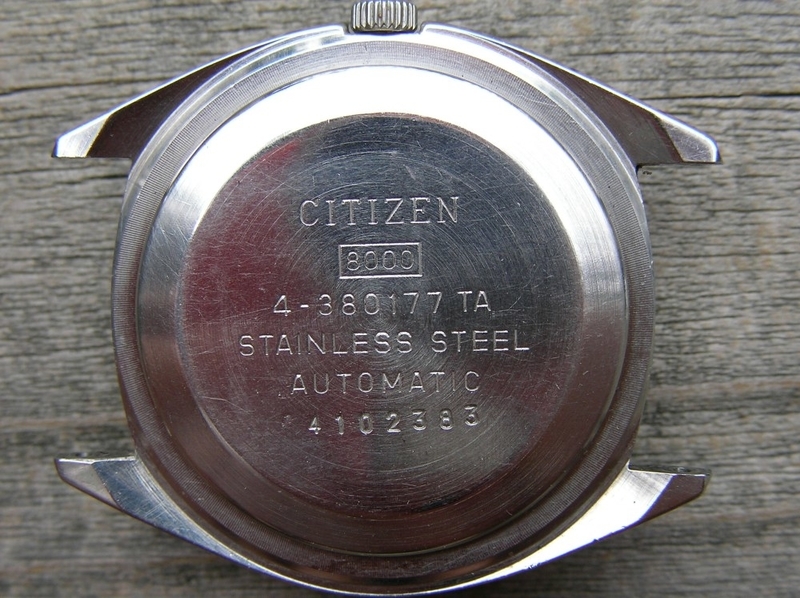 CITIZEN
8000
4-380177 TA
STAINLESS STEEL
AUTOMATIC
4102383